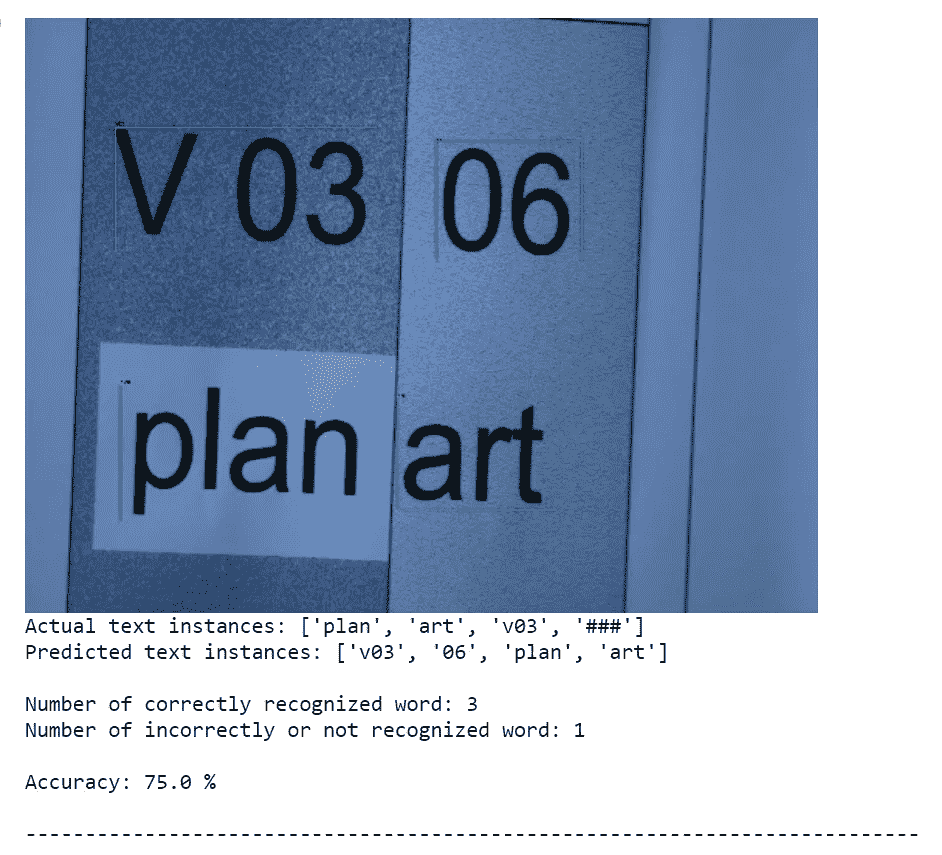 V 03 06
plan art
Actual text instances: ['plan', 'art', 'v03', '###']
Predicted text instances: ['v03', '06', 'plan', 'art']
Number of correctly recognized word: 3
Number of incorrectly or not recognized word: 1
Accuracy: 75.0 %
--------------------------------------------------------------------------